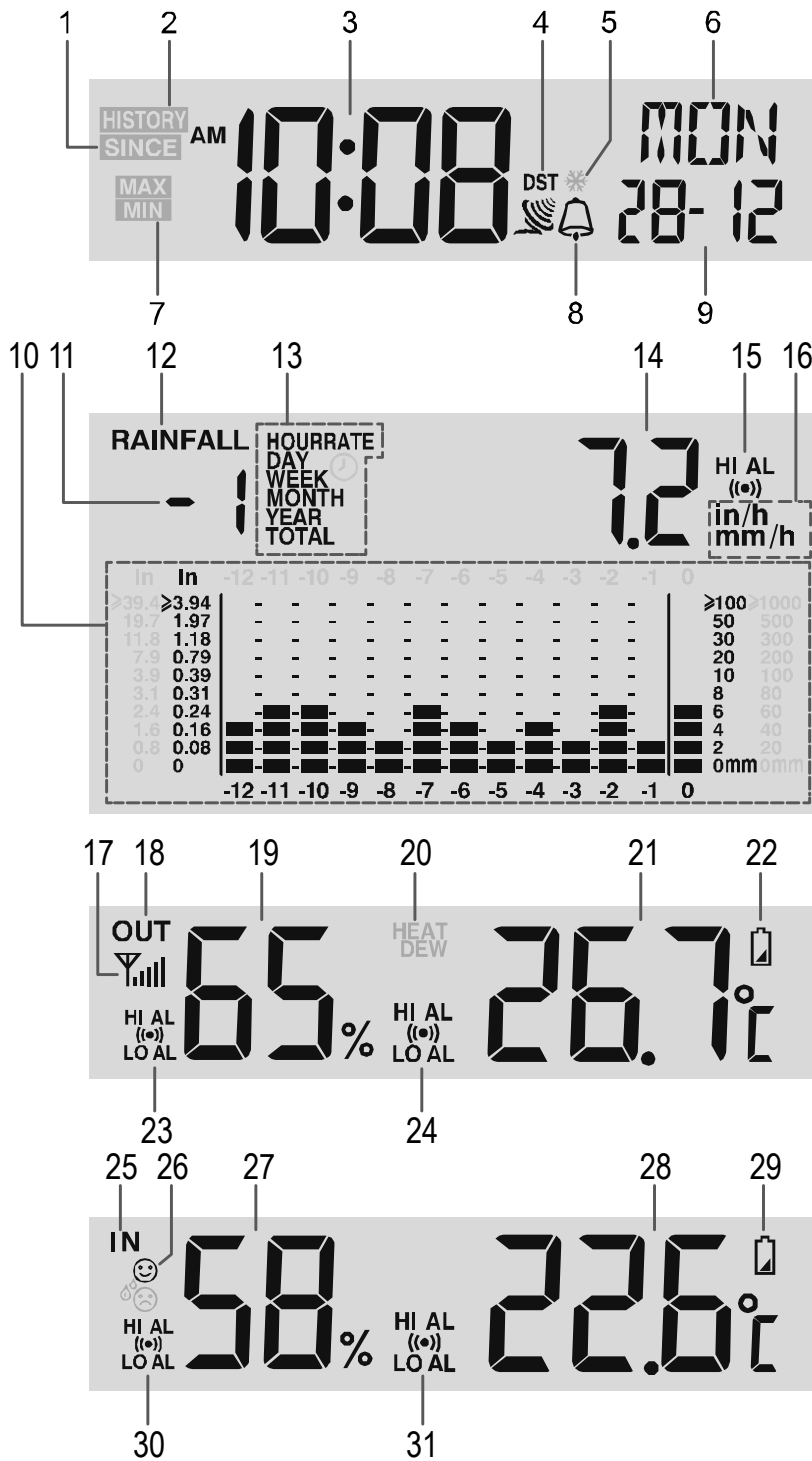 1 2 3 4 5 6
HISTORY
SINCE
AM 10:08
DST
MON
MAX
MIN
28-12
7 8 9
10 11 12 13 14 15 16
RAINFALL
HOURRATE
DAY
WEEK
MONTH
YEAR
TOTAL
-1
7.2
HI AL
in/h
mm/h
In In -12 -11 -10 -9 -8 -7 -6 -5 -4 -3 -2 -1 0
≥39.4 ≥3.94 ≥100 ≥1000
19.7 1.97 50 500
11.8 1.18 30 300
7.9 0.79 20 200
3.9 0.39 10 100
3.1 0.31 8 80
2.4 0.24 6 60
1.6 0.16 4 40
0.8 0.08 2 20
0 0 0mm 0mm
-12 -11 -10 -9 -8 -7 -6 -5 -4 -3 -2 -1 0
17 18 19 20 21 22
OUT
65%
HEAT
DEW
26.7°C
HI AL
LO AL
HI AL
LO AL
23 24
25 26 27 28 29
IN
58%
22.6°C
HI AL
LO AL
HI AL
LO AL
30 31